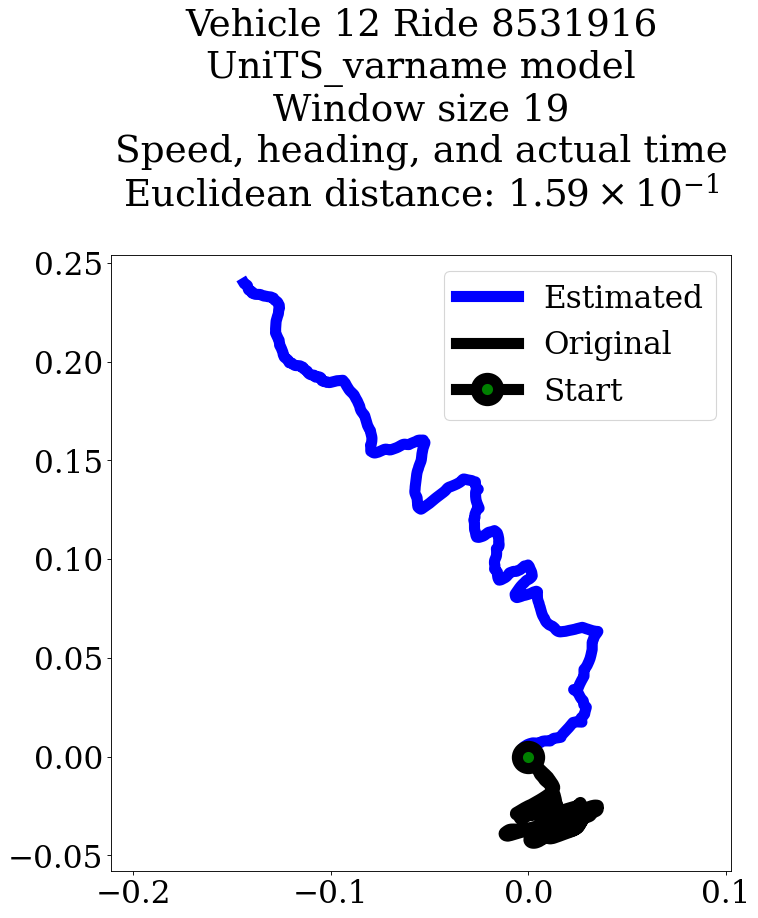 Vehicle 12 Ride 8531916
UniTS_varname model
Window size 19
Speed, heading, and actual time
Euclidean distance: 1.59 × 10⁻¹
0.25
0.20
0.15
0.10
0.05
0.00
−0.05
−0.2
−0.1
0.0
0.1
Estimated
Original
Start